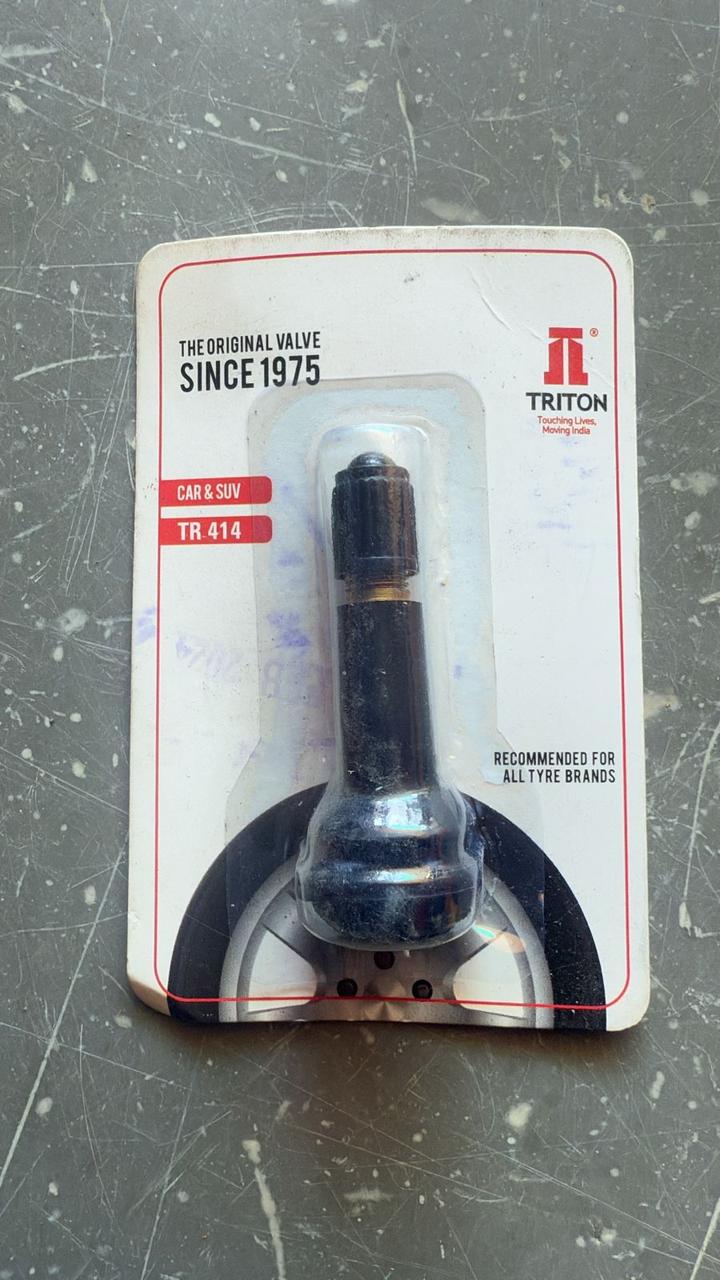 THE ORIGINAL VALVE
SINCE 1975
®
TRITON
Touching Lives,
Moving India
CAR & SUV
TR 414
RECOMMENDED FOR
ALL TYRE BRANDS